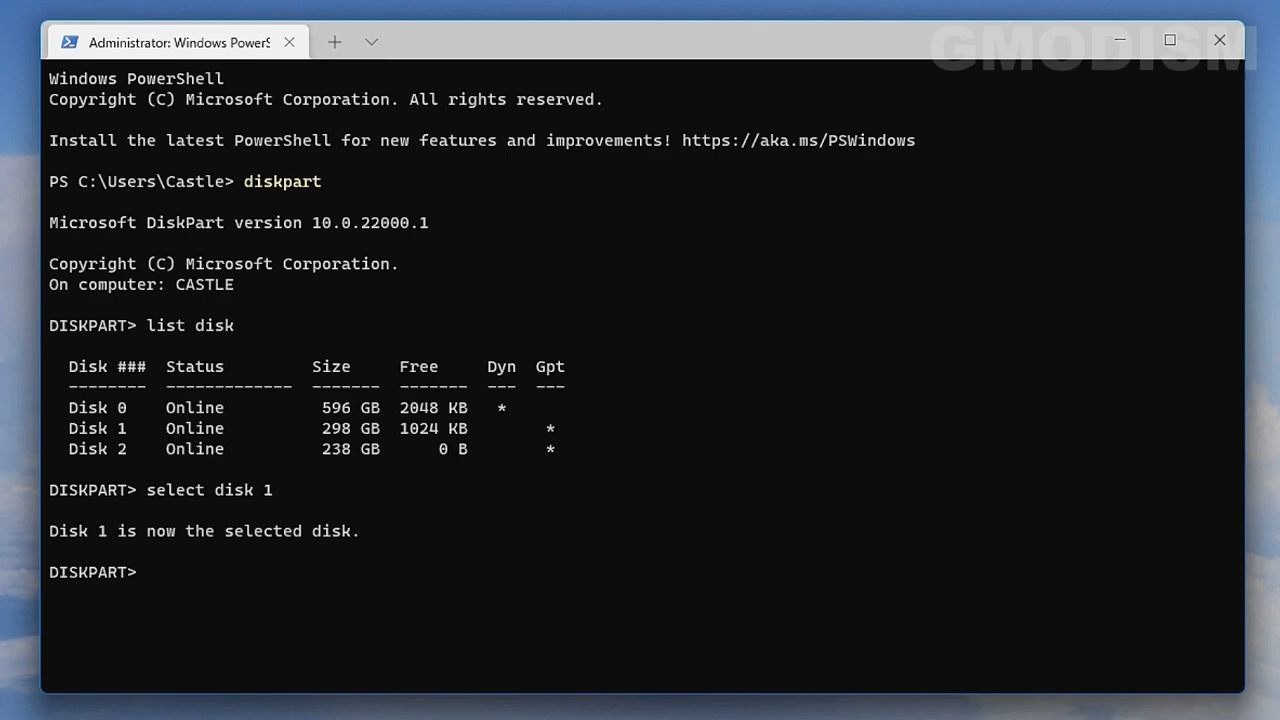 GMODISM
Administrator: Windows PowerS
Windows PowerShell
Copyright (C) Microsoft Corporation. All rights reserved.
Install the latest PowerShell for new features and improvements! https://aka.ms/PSWindows
PS C:\Users\Castle> diskpart
Microsoft DiskPart version 10.0.22000.1
Copyright (C) Microsoft Corporation.
On computer: CASTLE
DISKPART> list disk
  Disk ###  Status         Size     Free     Dyn  Gpt
  --------  -------------  -------  -------  ---  ---
  Disk 0    Online          596 GB  2048 KB   *
  Disk 1    Online          298 GB  1024 KB        *
  Disk 2    Online          238 GB      0 B        *
DISKPART> select disk 1
Disk 1 is now the selected disk.
DISKPART>